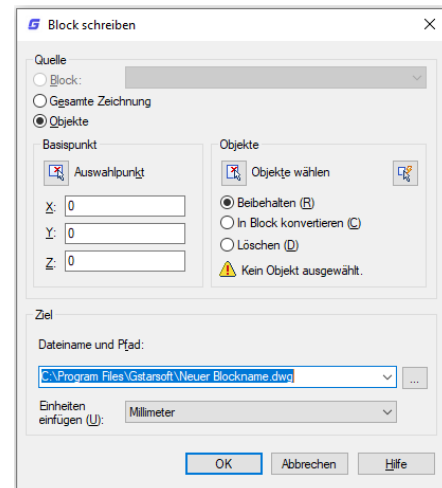 Block schreiben
Quelle
Block:
Gesamte Zeichnung
Objekte
Basispunkt
Auswahlpunkt
X: 0
Y: 0
Z: 0
Objekte
Objekte wählen
Beibehalten (R)
In Block konvertieren (C)
Löschen (D)
Kein Objekt ausgewählt.
Ziel
Dateiname und Pfad:
C:\Program Files\Gstarsoft\Neuer Blockname.dwg
...
Einheiten
einfügen (U):
Millimeter
OK Abbrechen Hilfe